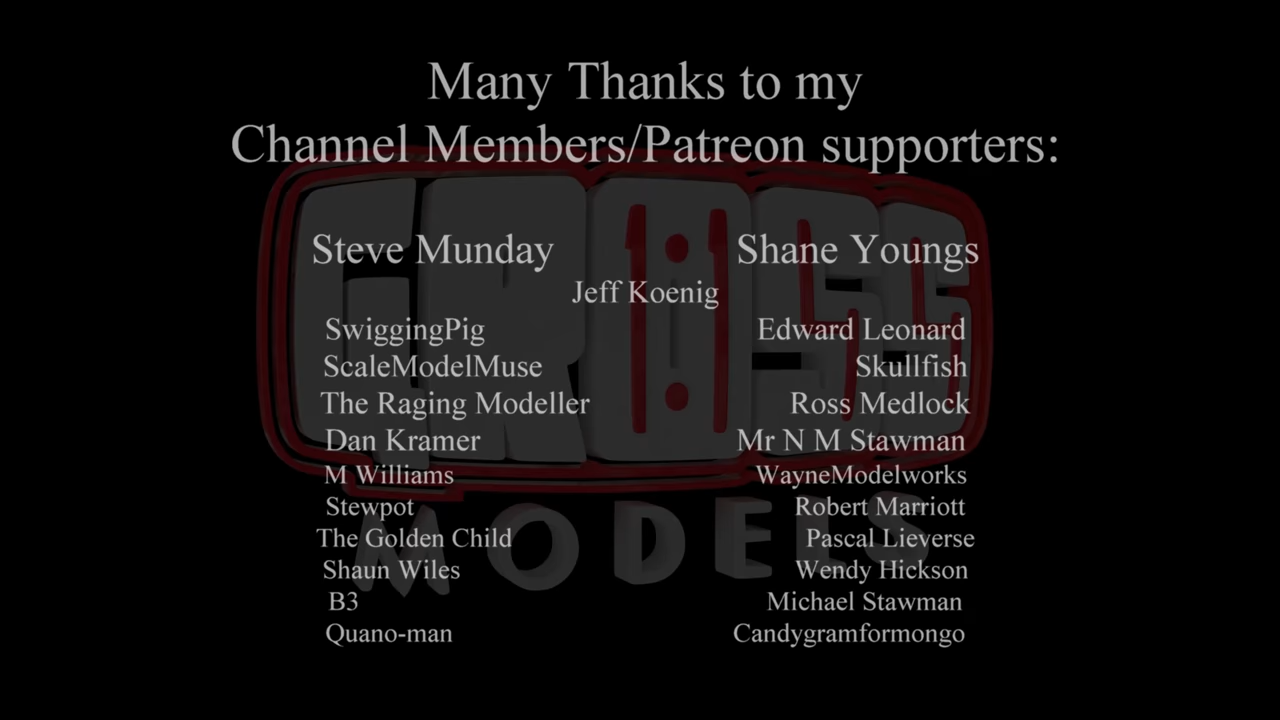 Many Thanks to my
Channel Members/Patreon supporters:
Steve Munday Shane Youngs
Jeff Koenig
SwiggingPig Edward Leonard
ScaleModelMuse Skullfish
The Raging Modeller Ross Medlock
Dan Kramer Mr N M Stawman
M Williams WayneModelworks
Stewpot Robert Marriott
The Golden Child Pascal Lieverse
Shaun Wiles Wendy Hickson
B3 Michael Stawman
Quano-man Candygramformongo
GROSS
MODELS